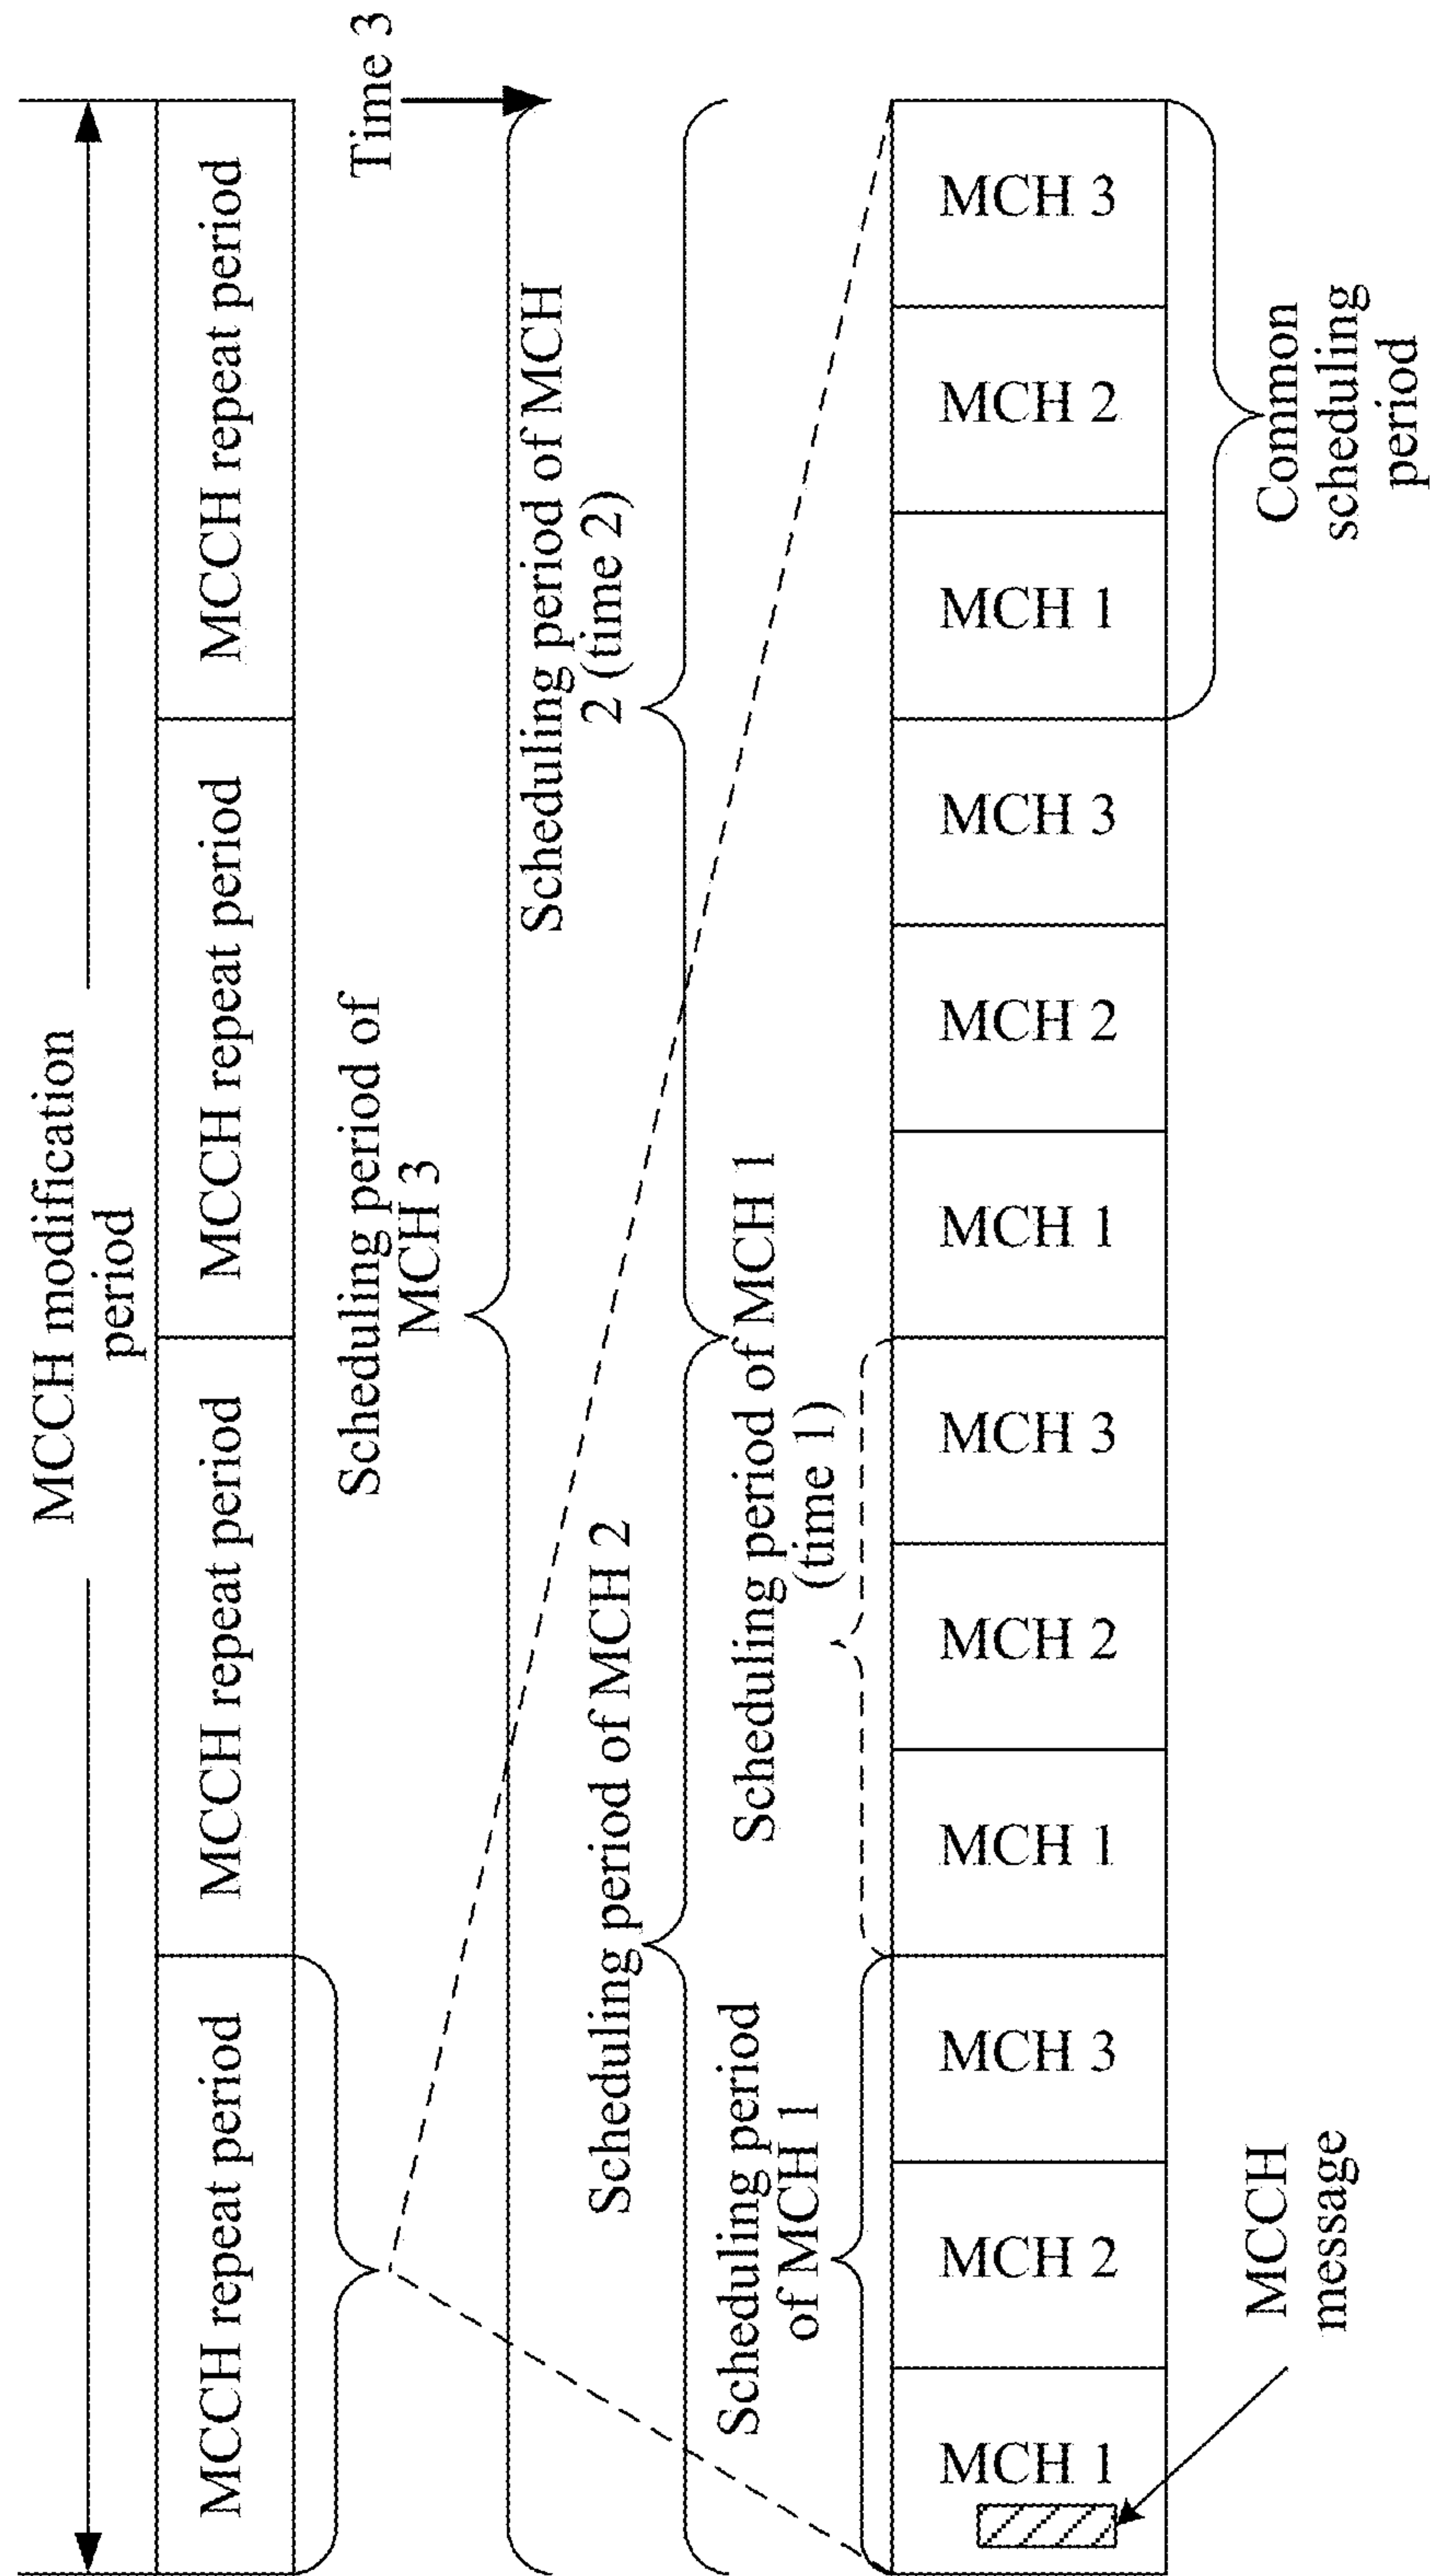 MCCH modification
period
MCCH repeat period
MCCH repeat period
MCCH repeat period
MCCH repeat period
Scheduling period of
MCH 3
Time 3
Scheduling period of MCH 2
Scheduling period of MCH
2 (time 2)
Scheduling period
of MCH 1
Scheduling period of MCH 1
(time 1)
MCH 1
MCH 2
MCH 3
MCH 1
MCH 2
MCH 3
MCH 1
MCH 2
MCH 3
MCH 1
MCH 2
MCH 3
MCCH
message
Common
scheduling
period